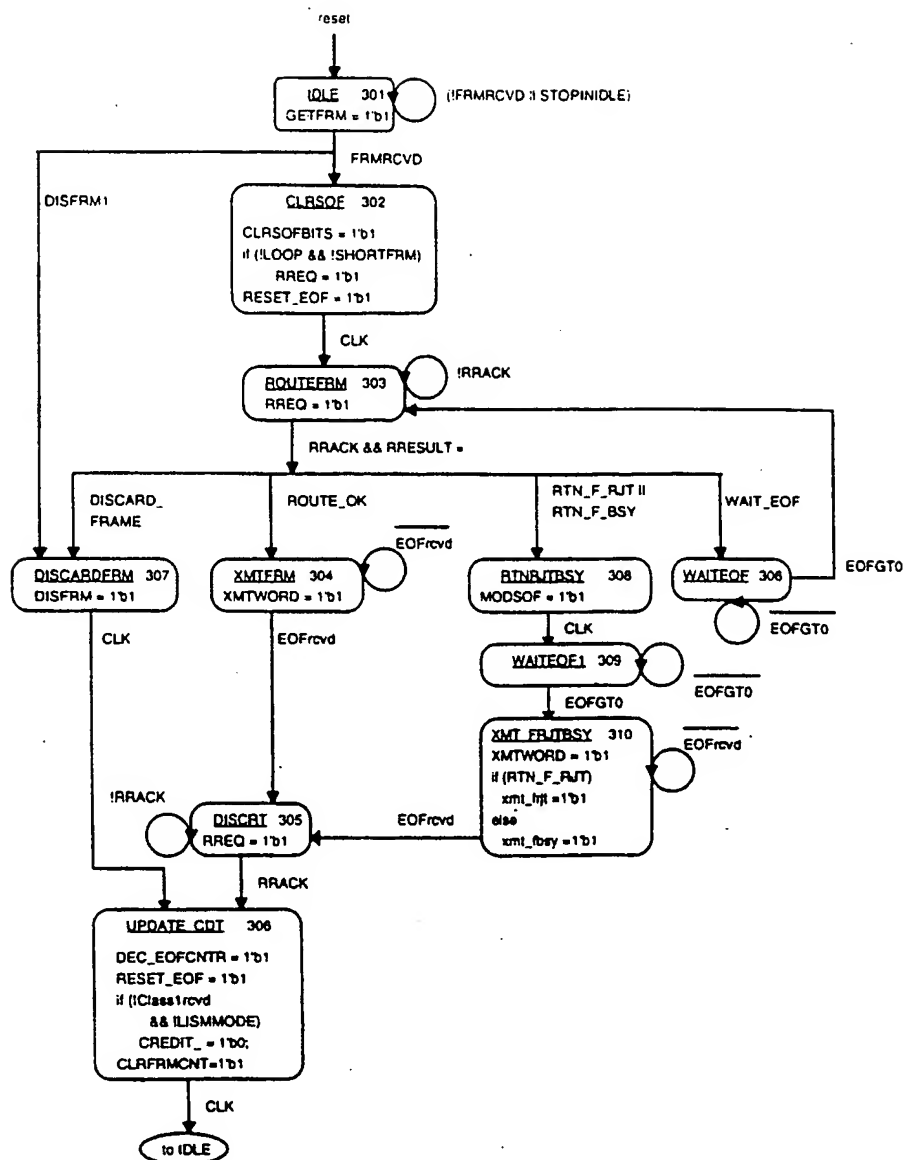 reset
IDLE 301
GETFRM = 1'b1
(!FRMRCVD || STOPINIDLE)
FRMRCVD
DISFRM1
CLRSOF 302
CLRSOFBITS = 1'b1
if (!LOOP && !SHORTFRM)
RREQ = 1'b1
RESET_EOF = 1'b1
CLK
ROUTEFRM 303
RREQ = 1'b1
!RRACK
RRACK && RRESULT =
DISCARD_
FRAME
ROUTE_OK
RTN_F_RJT ||
RTN_F_BSY
WAIT_EOF
EOFrcvd
EOFGT0
DISCARDFRM 307
DISFRM = 1'b1
XMTFRM 304
XMTWORD = 1'b1
RTNRJTBSY 308
MODSOF = 1'b1
WAITEOF 306
EOFGT0
CLK
EOFrcvd
CLK
WAITEOF1 309
EOFGT0
EOFGT0
XMT_FRJTBSY 310
XMTWORD = 1'b1
if (RTN_F_RJT)
xmt_frjt = 1'b1
else
xmt_fbsy = 1'b1
EOFrcvd
!RRACK
DISCRT 305
RREQ = 1'b1
EOFrcvd
RRACK
UPDATE_CDT 306
DEC_EOFCNTR = 1'b1
RESET_EOF = 1'b1
if (!Class1rcvd
&& !LISMMODE)
CREDIT_ = 1'b0;
CLRFRMCNT=1'b1
CLK
to IDLE